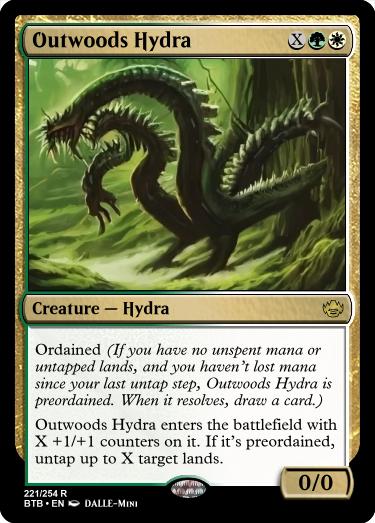 Outwoods Hydra
X
Creature — Hydra
Ordained (If you have no unspent mana or
untapped lands, and you haven't lost mana
since your last untap step, Outwoods Hydra is
preordained. When it resolves, draw a card.)
Outwoods Hydra enters the battlefield with
X +1/+1 counters on it. If it's preordained,
untap up to X target lands.
0/0
221/254 R
BTB • EN DALLE-Mini